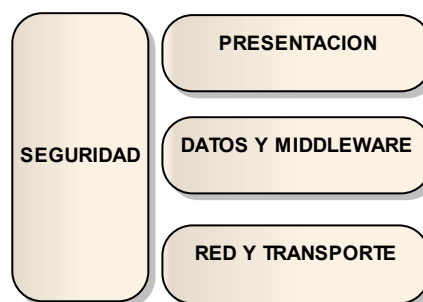 PRESENTACION
SEGURIDAD
DATOS Y MIDDLEWARE
RED Y TRANSPORTE